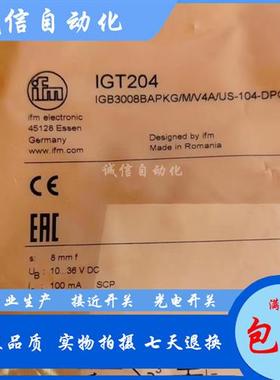 诚信自动化
ifm
ifm electronic
45128 Essen
Germany
www.ifm.com
IGT204
IGB3008BAPKG/M/V4A/US-104-DPO
Designed by ifm
Made in Romania
诚信自动化
CE
EAC
s: 8 mm f
UB: 10...36 V DC
100 mA SCP
业生产 接近开关 光电开关
满
品质 实物拍摄 七天退换
包